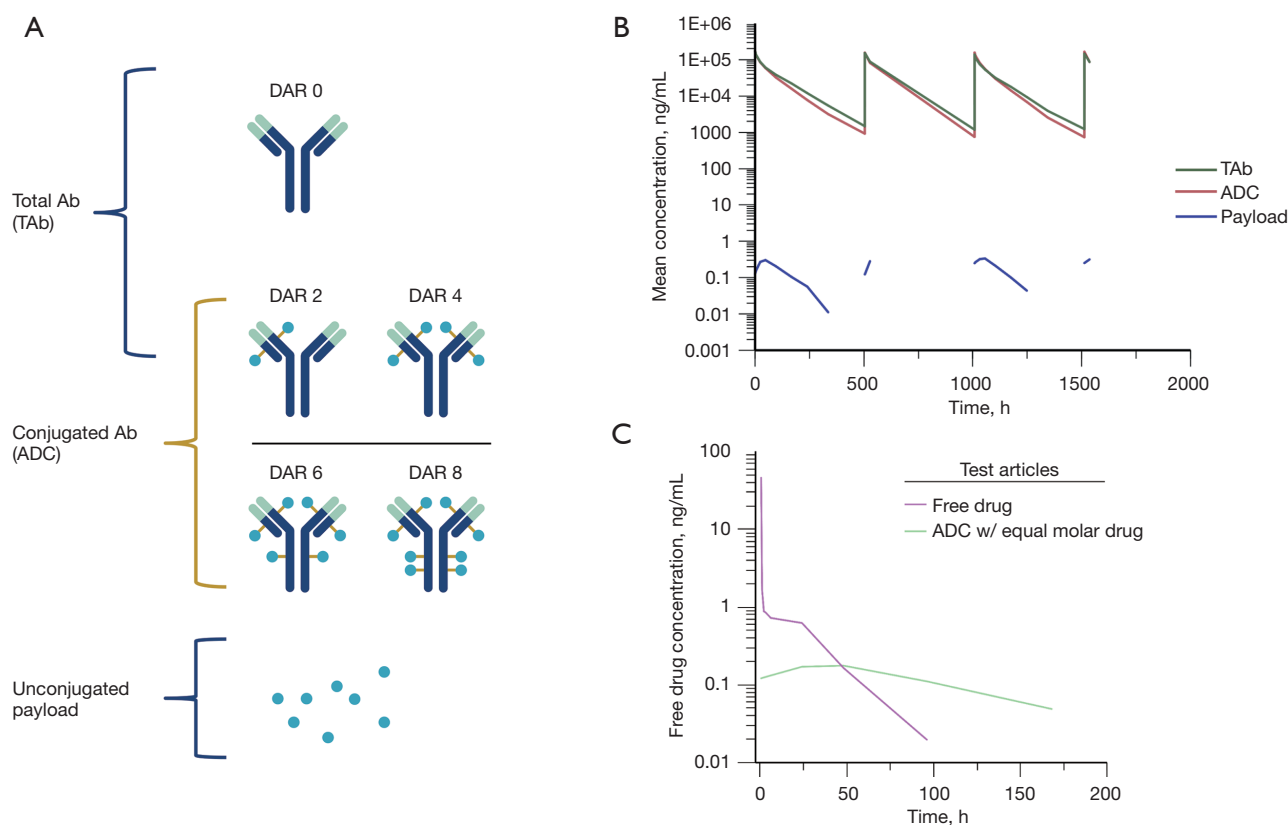 A
DAR 0
Total Ab
(TAb)
DAR 2
DAR 4
Conjugated Ab
(ADC)
DAR 6
DAR 8
Unconjugated
payload
B
Mean concentration, ng/mL
1E+06
1E+05
1E+04
1000
100
10
1
0.1
0.01
0.001
0
500
1000
1500
2000
Time, h
TAb
ADC
Payload
C
Free drug concentration, ng/mL
100
10
1
0.1
0.01
0
50
100
150
200
Time, h
Test articles
Free drug
ADC w/ equal molar drug